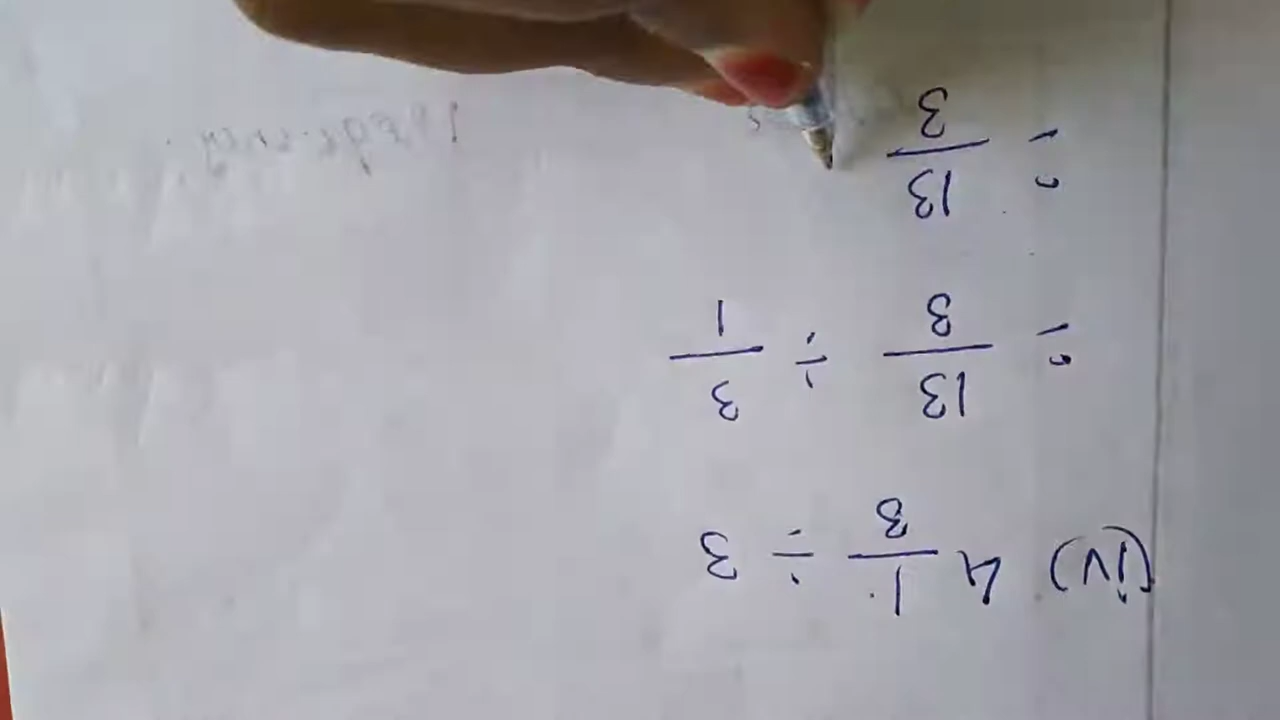 (iv) 4 1/3 ÷ 3
= 13/3 ÷ 3/1
= 13/3